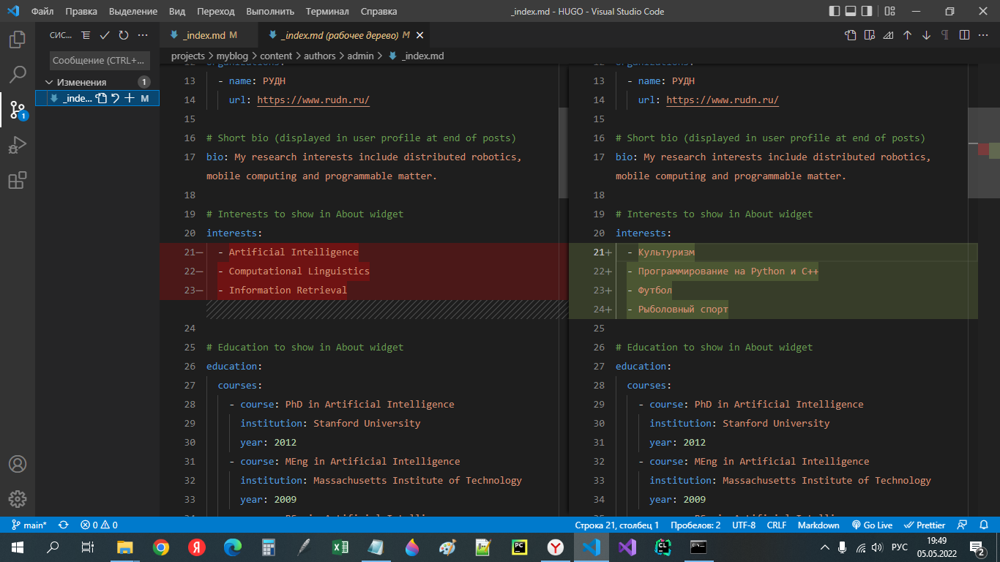 Файл Правка Выделение Вид Переход Выполнить Терминал Справка _index.md - HUGO - Visual Studio Code
СИС... _index.md M _index.md (рабочее дерево) M
Сообщение (CTRL+...
projects > myblog > content > authors > admin > _index.md
Изменения 1
_inde... M
1
13 - name: РУДН
14 url: https://www.rudn.ru/
15
16 # Short bio (displayed in user profile at end of posts)
17 bio: My research interests include distributed robotics,
mobile computing and programmable matter.
18
19 # Interests to show in About widget
20 interests:
21— - Artificial Intelligence
22— - Computational Linguistics
23— - Information Retrieval
24
25 # Education to show in About widget
26 education:
27 courses:
28 - course: PhD in Artificial Intelligence
29 institution: Stanford University
30 year: 2012
31 - course: MEng in Artificial Intelligence
32 institution: Massachusetts Institute of Technology
33 year: 2009
13 - name: РУДН
14 url: https://www.rudn.ru/
15
16 # Short bio (displayed in user profile at end of posts)
17 bio: My research interests include distributed robotics,
mobile computing and programmable matter.
18
19 # Interests to show in About widget
20 interests:
21+ - Культуризм
22+ - Программирование на Python и C++
23+ - Футбол
24+ - Рыболовный спорт
25
26 # Education to show in About widget
27 education:
28 courses:
29 - course: PhD in Artificial Intelligence
30 institution: Stanford University
31 year: 2012
32 - course: MEng in Artificial Intelligence
33 institution: Massachusetts Institute of Technology
34 year: 2009
main* 0 0 Строка 21, столбец 1 Пробелов: 2 UTF-8 CRLF Markdown Go Live Prettier
РУС 19:49
05.05.2022
2